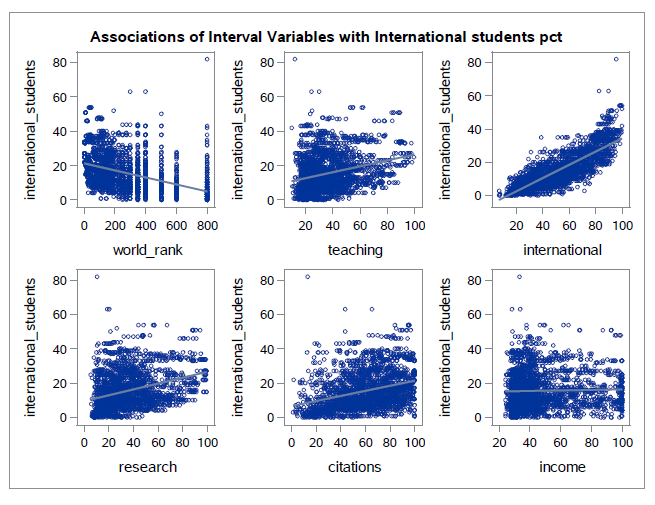 Associations of Interval Variables with International students pct
international_students
80
60
40
20
0
0 200 400 600 800
world_rank
international_students
80
60
40
20
0
20 40 60 80 100
teaching
international_students
80
60
40
20
0
20 40 60 80 100
international
international_students
80
60
40
20
0
0 20 40 60 80 100
research
international_students
80
60
40
20
0
0 20 40 60 80 100
citations
international_students
80
60
40
20
0
20 40 60 80 100
income